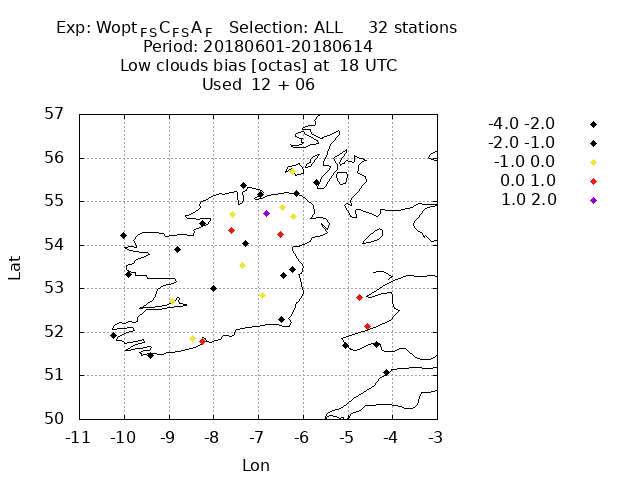 Exp: Wopt FS C FS A F Selection: ALL 32 stations
Period: 20180601-20180614
Low clouds bias [octas] at 18 UTC
Used 12 + 06
-4.0 -2.0
-2.0 -1.0
-1.0 0.0
0.0 1.0
1.0 2.0
57
56
55
54
53
52
51
50
Lat
-11 -10 -9 -8 -7 -6 -5 -4 -3
Lon